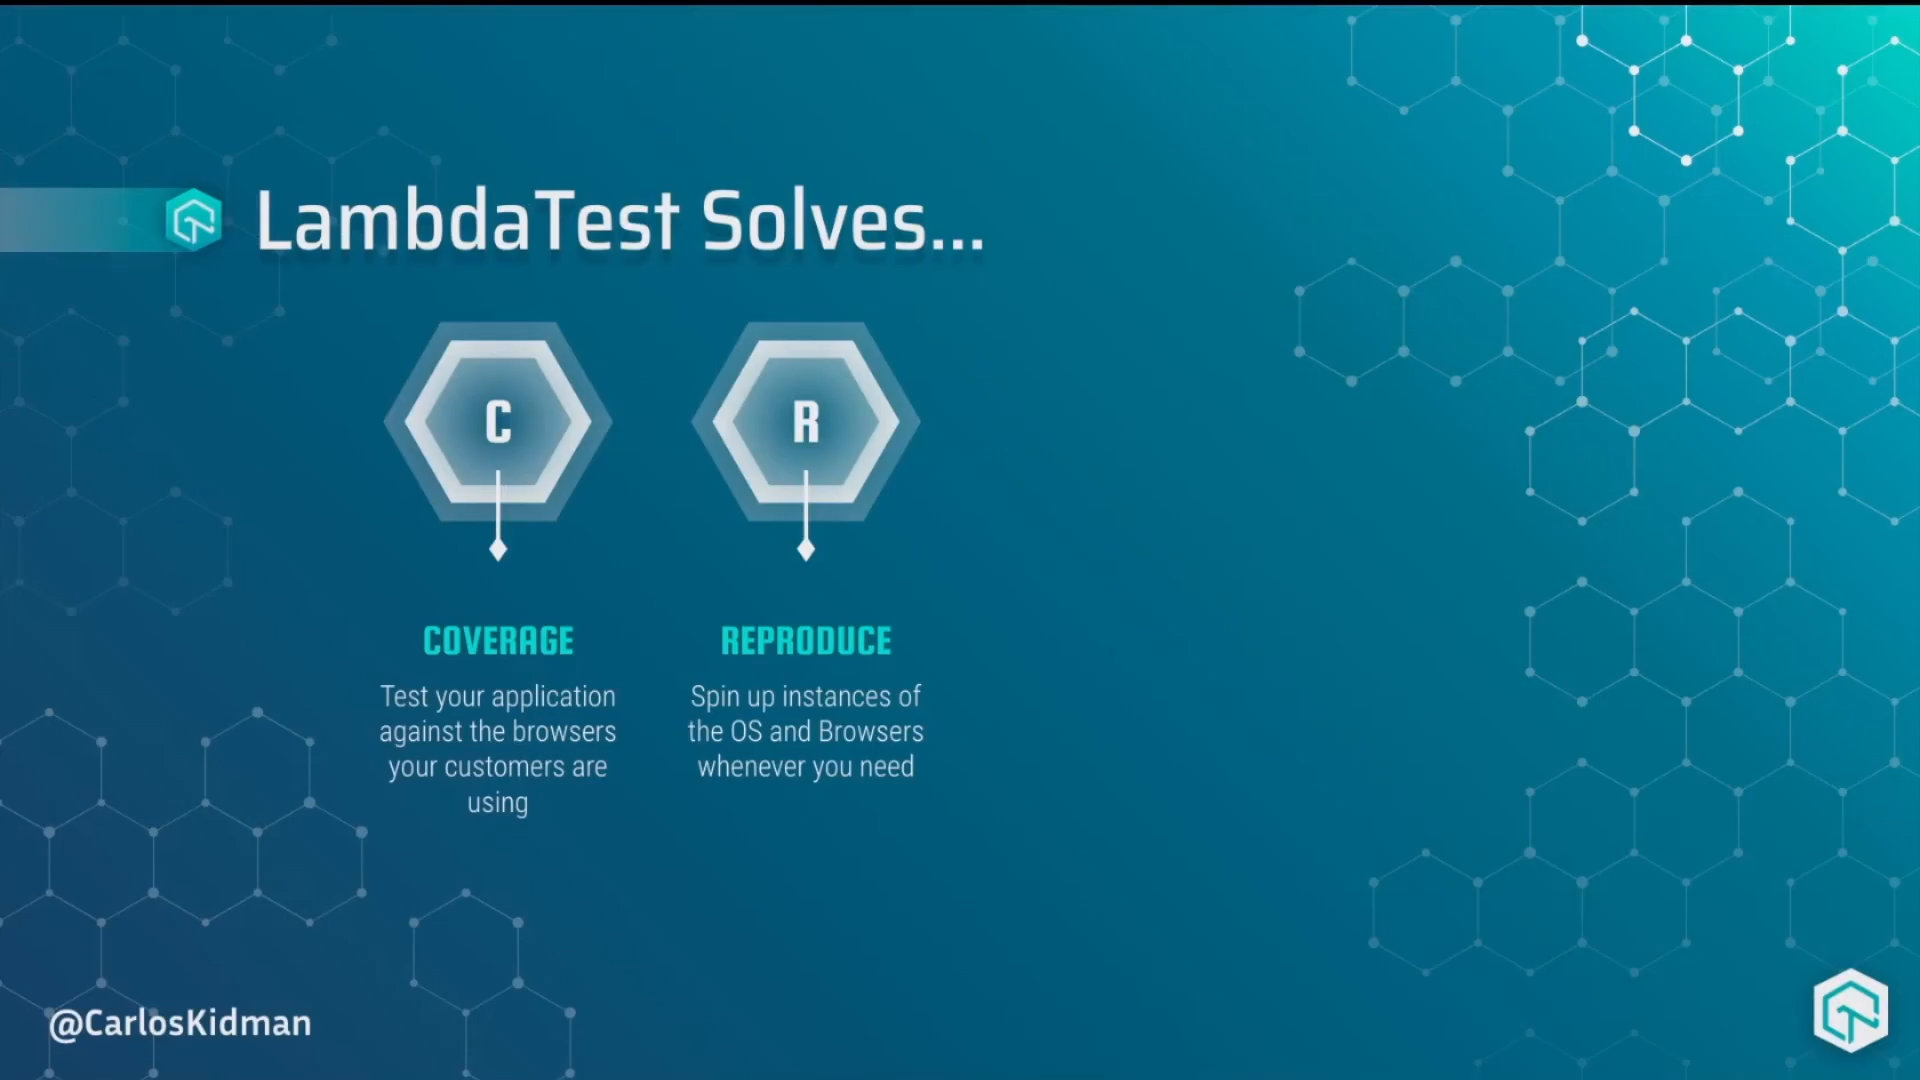 LambdaTest Solves...
C
R
COVERAGE
Test your application
against the browsers
your customers are
using
REPRODUCE
Spin up instances of
the OS and Browsers
whenever you need
@CarlosKidman